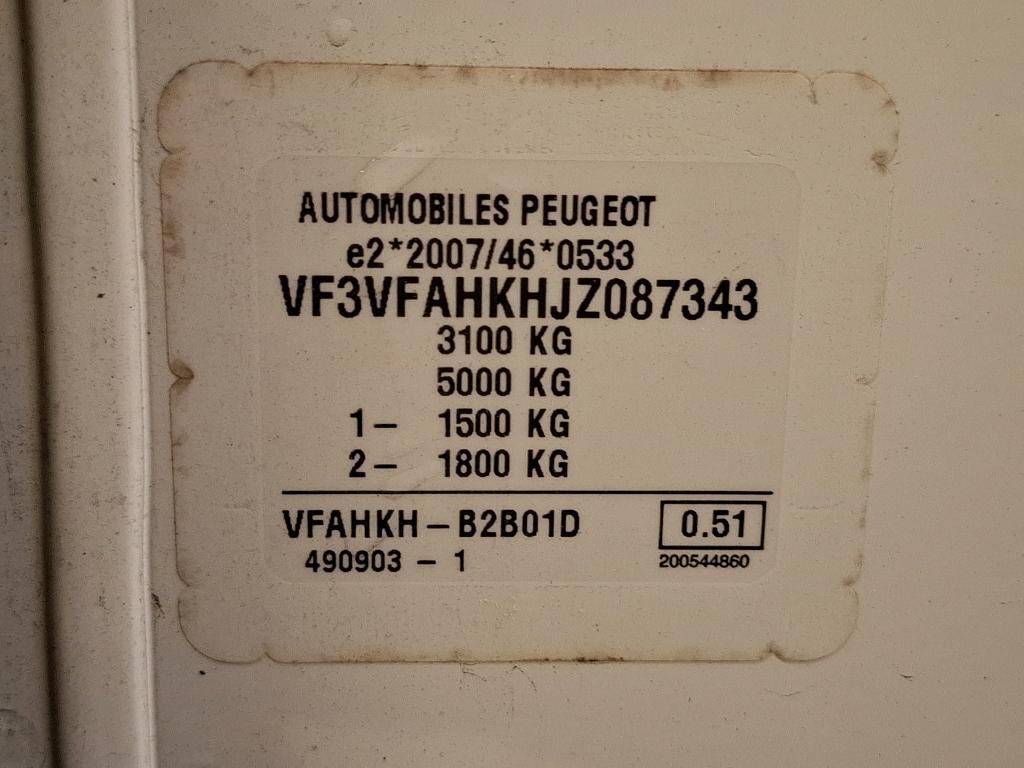 AUTOMOBILES PEUGEOT
e2*2007/46*0533
VF3VFAHKHJZ087343
3100 KG
5000 KG
1– 1500 KG
2– 1800 KG
VFAHKH–B2B01D 0.51
490903 – 1 200544860